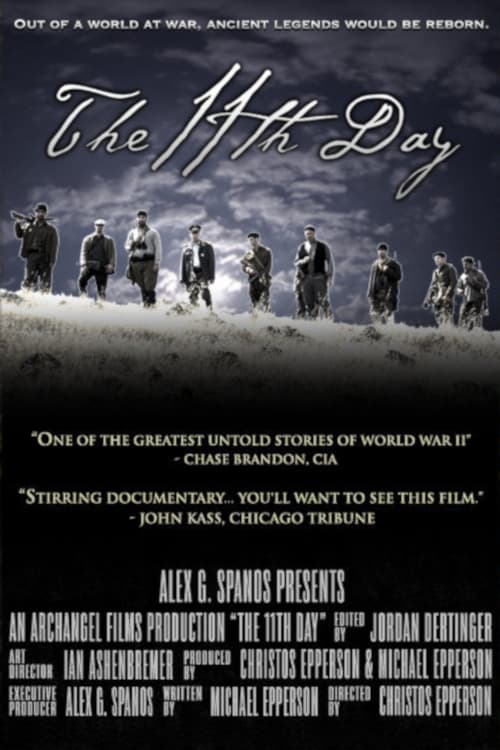 OUT OF A WORLD AT WAR, ANCIENT LEGENDS WOULD BE REBORN.
The 11th Day
"ONE OF THE GREATEST UNTOLD STORIES OF WORLD WAR II"
- CHASE BRANDON, CIA
"STIRRING DOCUMENTARY... YOU'LL WANT TO SEE THIS FILM."
- JOHN KASS, CHICAGO TRIBUNE
ALEX G. SPANOS PRESENTS
AN ARCHANGEL FILMS PRODUCTION "THE 11TH DAY" EDITED BY JORDAN DERTINGER
ART DIRECTOR IAN ASHENBREMER PRODUCED BY CHRISTOS EPPERSON & MICHAEL EPPERSON
EXECUTIVE PRODUCER ALEX G. SPANOS WRITTEN BY MICHAEL EPPERSON DIRECTED BY CHRISTOS EPPERSON